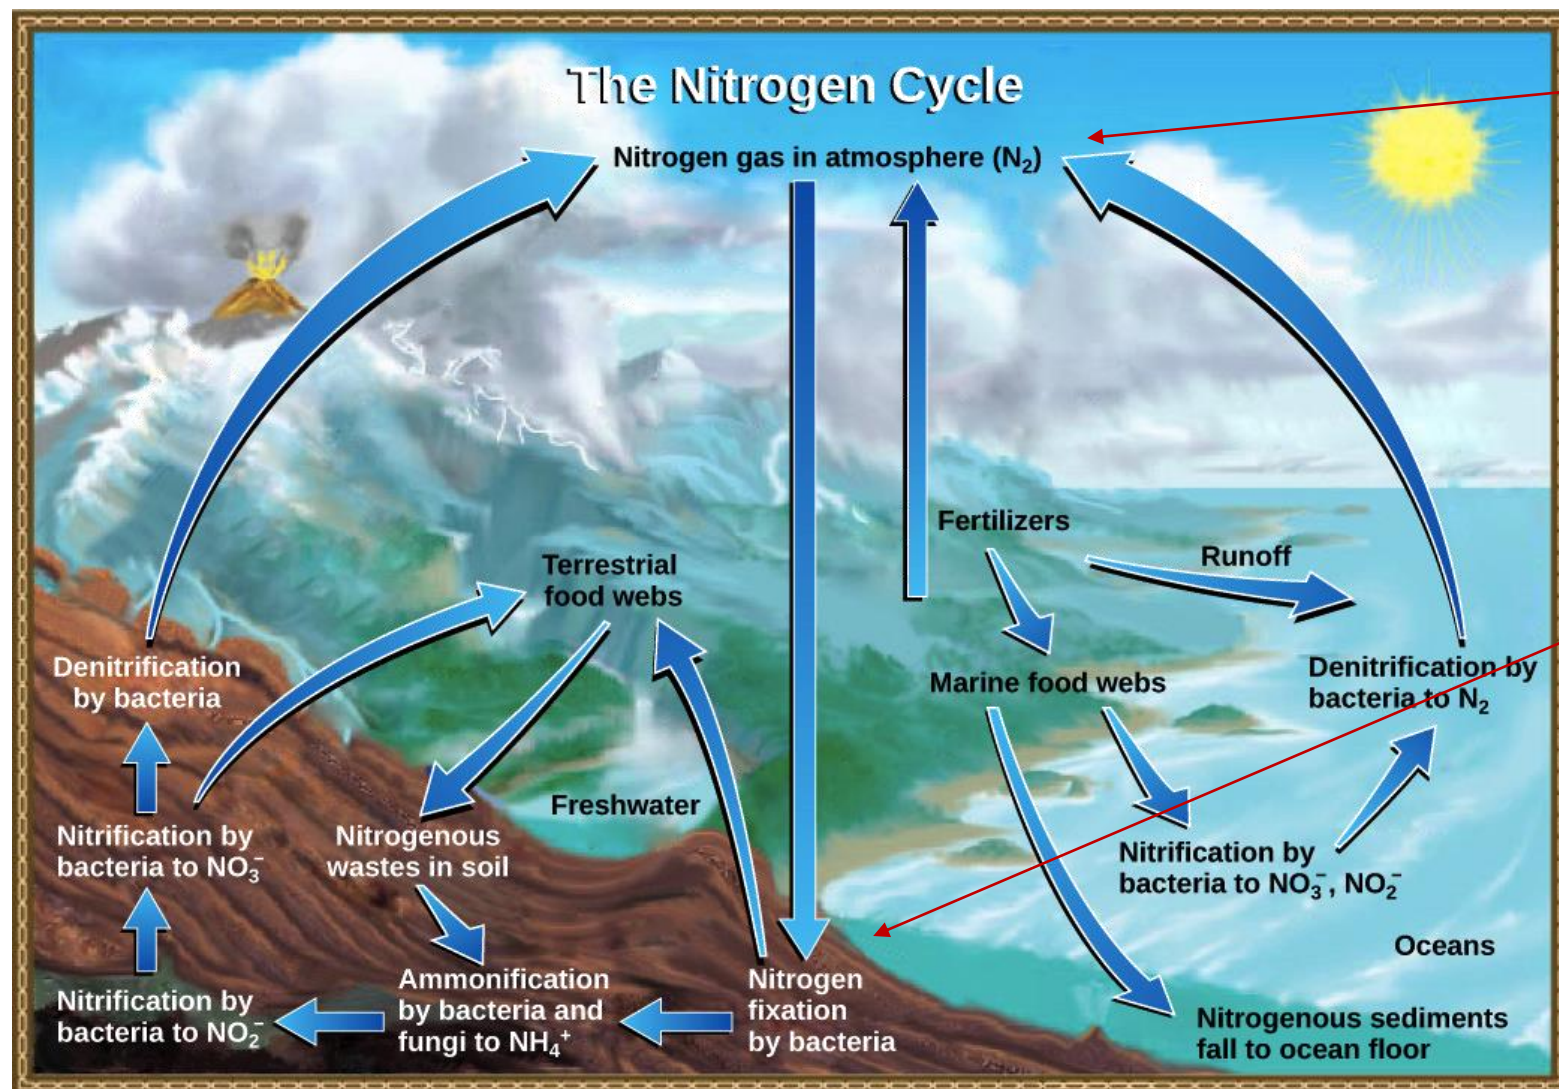 The Nitrogen Cycle
Nitrogen gas in atmosphere (N₂)
Fertilizers
Runoff
Terrestrial
food webs
Denitrification
by bacteria
Marine food webs
Denitrification by
bacteria to N₂
Freshwater
Nitrification by
bacteria to NO₃⁻
Nitrogenous
wastes in soil
Nitrification by
bacteria to NO₃⁻, NO₂⁻
Oceans
Nitrification by
bacteria to NO₂⁻
Ammonification
by bacteria and
fungi to NH₄⁺
Nitrogen
fixation
by bacteria
Nitrogenous sediments
fall to ocean floor